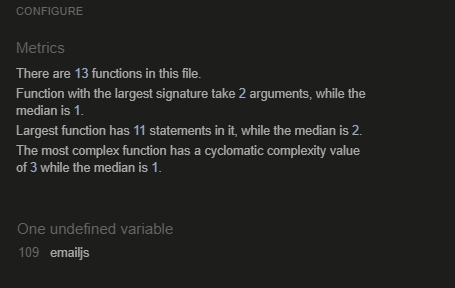 CONFIGURE
Metrics
There are 13 functions in this file.
Function with the largest signature take 2 arguments, while the
median is 1.
Largest function has 11 statements in it, while the median is 2.
The most complex function has a cyclomatic complexity value
of 3 while the median is 1.
One undefined variable
109 emailjs